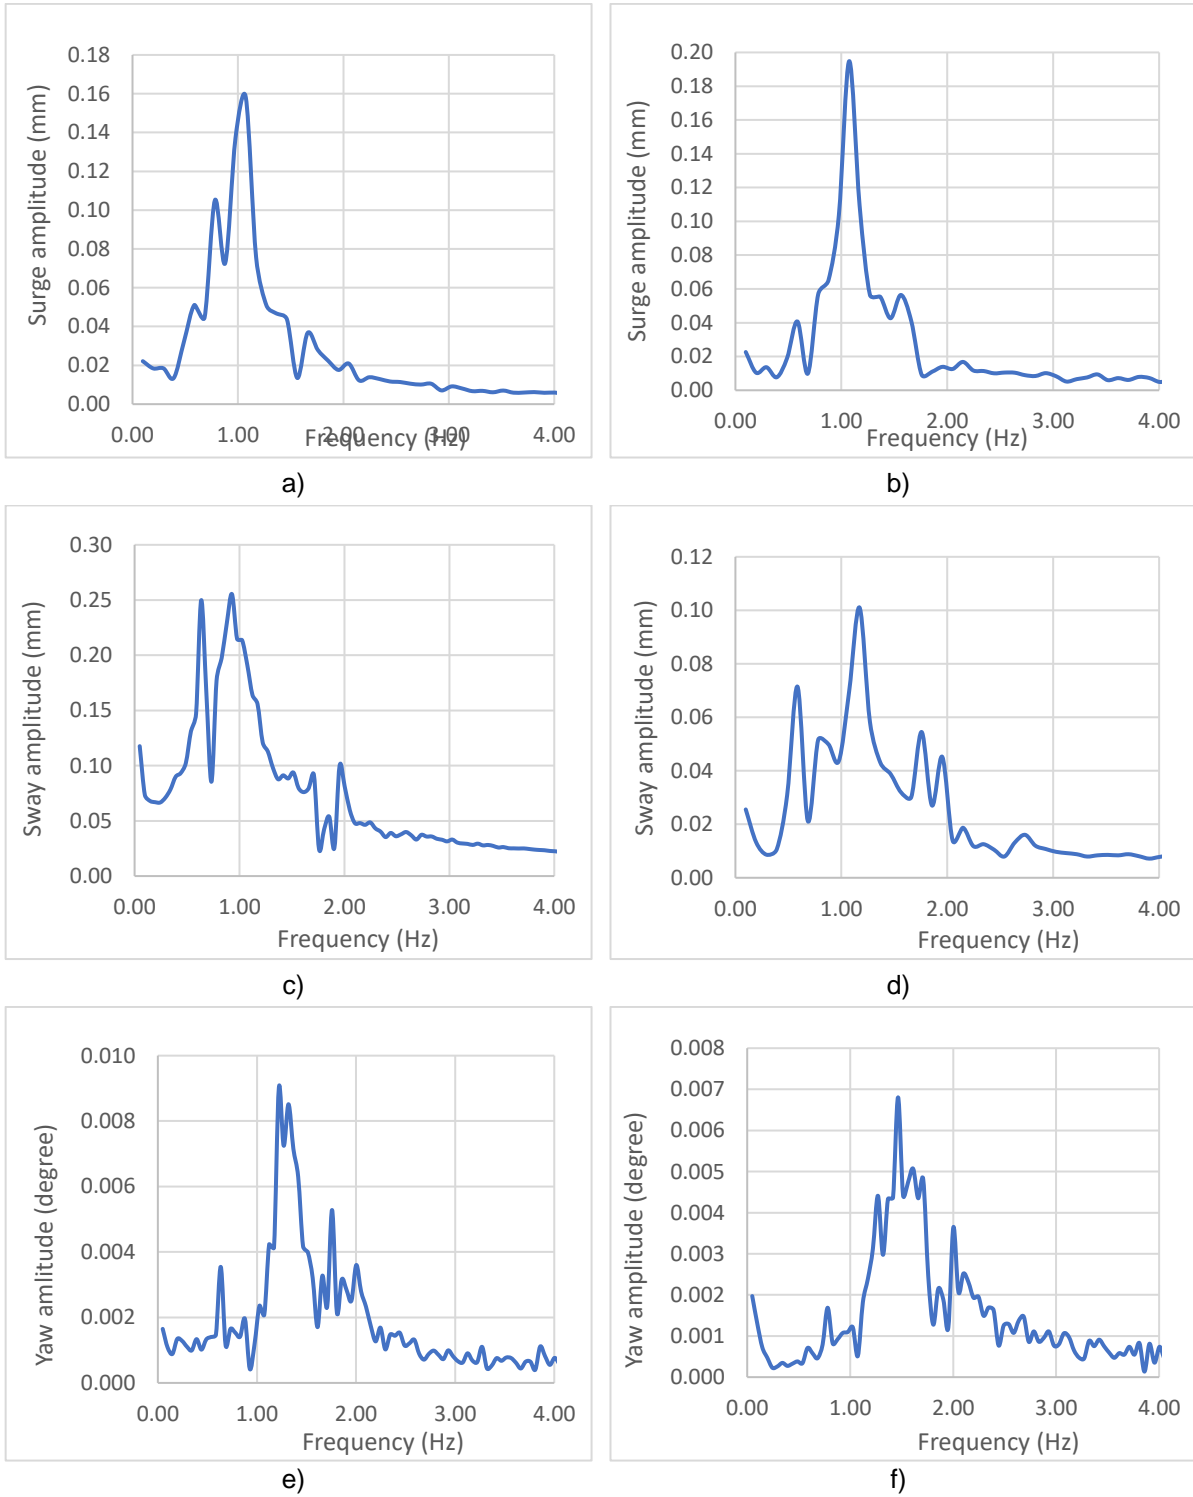 Surge amplitude (mm)
0.18
0.16
0.14
0.12
0.10
0.08
0.06
0.04
0.02
0.00
0.00 1.00 2.00 3.00 4.00
Frequency (Hz)
a)
Surge amplitude (mm)
0.20
0.18
0.16
0.14
0.12
0.10
0.08
0.06
0.04
0.02
0.00
0.00 1.00 2.00 3.00 4.00
Frequency (Hz)
b)
Sway amplitude (mm)
0.30
0.25
0.20
0.15
0.10
0.05
0.00
0.00 1.00 2.00 3.00 4.00
Frequency (Hz)
c)
Sway amplitude (mm)
0.12
0.10
0.08
0.06
0.04
0.02
0.00
0.00 1.00 2.00 3.00 4.00
Frequency (Hz)
d)
Yaw amlitude (degree)
0.010
0.008
0.006
0.004
0.002
0.000
0.00 1.00 2.00 3.00 4.00
Frequency (Hz)
e)
Yaw amplitude (degree)
0.008
0.007
0.006
0.005
0.004
0.003
0.002
0.001
0.000
0.00 1.00 2.00 3.00 4.00
Frequency (Hz)
f)